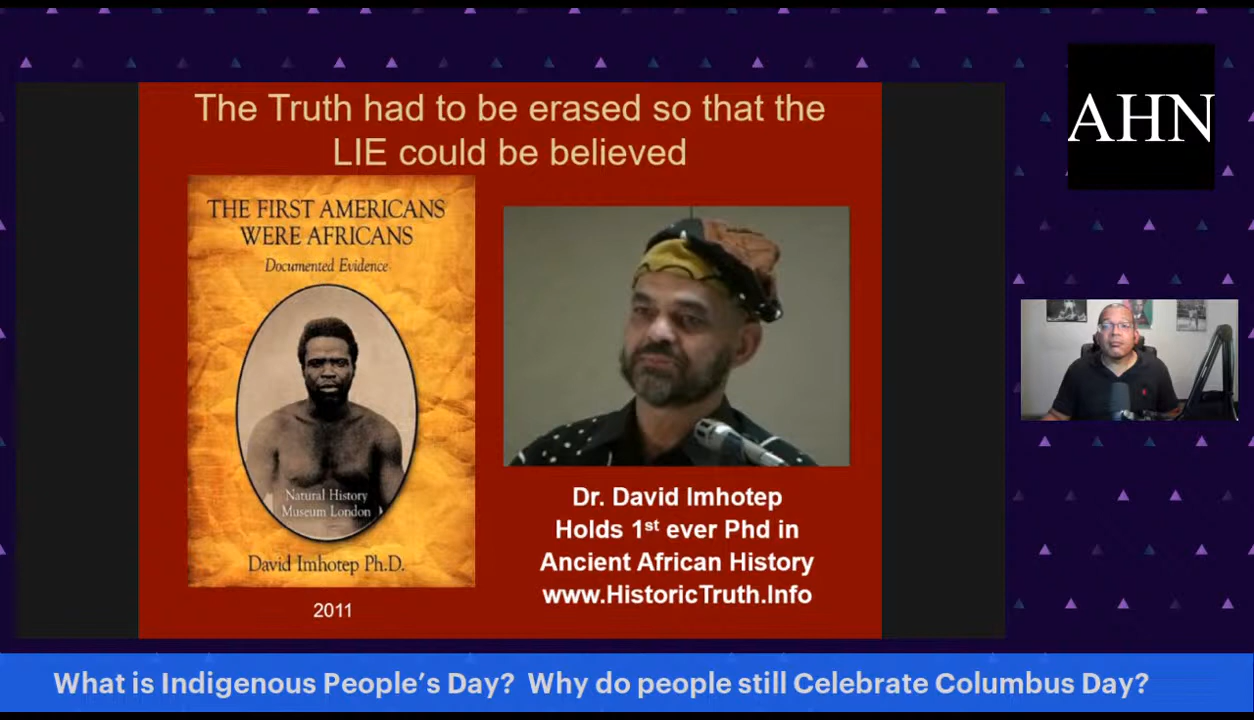 The Truth had to be erased so that the
LIE could be believed
AHN
THE FIRST AMERICANS
WERE AFRICANS
Documented Evidence
Natural History
Museum London
David Imhotep Ph.D.
2011
Dr. David Imhotep
Holds 1st ever Phd in
Ancient African History
www.HistoricTruth.Info
What is Indigenous People's Day? Why do people still Celebrate Columbus Day?